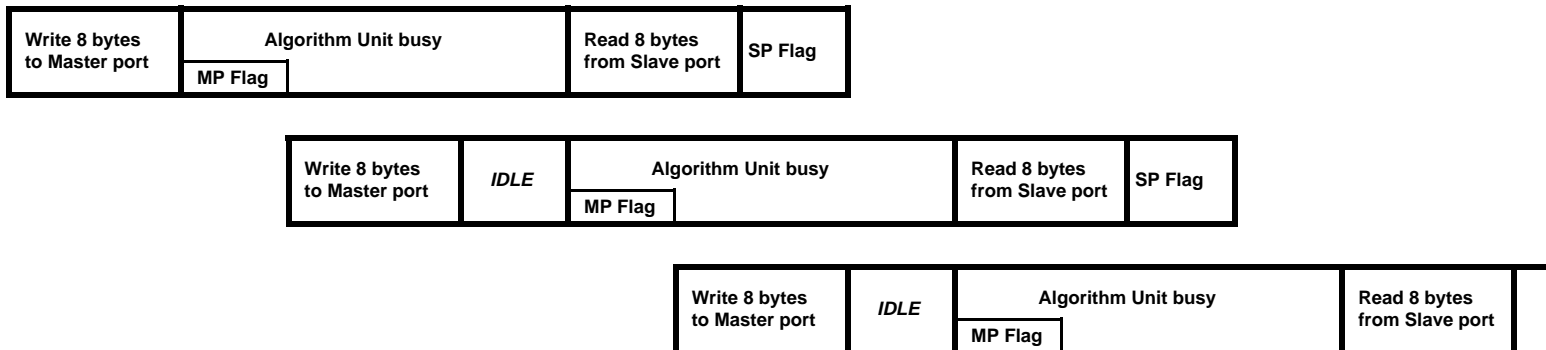 Write 8 bytes
to Master port
Algorithm Unit busy
MP Flag
Read 8 bytes
from Slave port
SP Flag
Write 8 bytes
to Master port
IDLE
Algorithm Unit busy
MP Flag
Read 8 bytes
from Slave port
SP Flag
Write 8 bytes
to Master port
IDLE
Algorithm Unit busy
MP Flag
Read 8 bytes
from Slave port